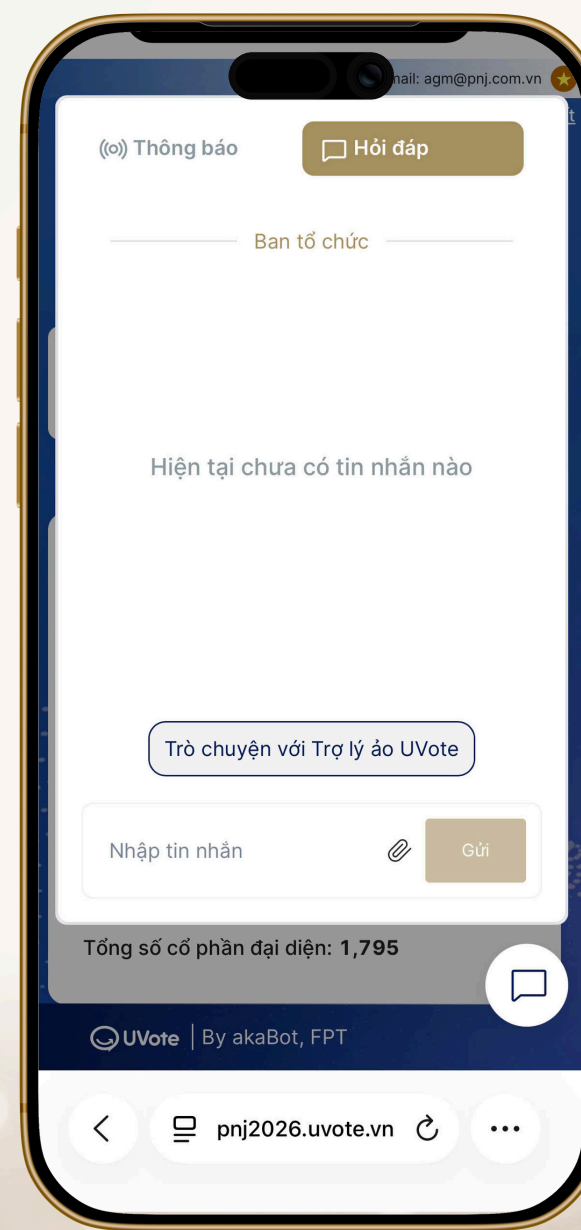 nail: agm@pnj.com.vn
t
Thông báo
Hỏi đáp
Ban tổ chức
Hiện tại chưa có tin nhắn nào
Trò chuyện với Trợ lý ảo UVote
Nhập tin nhắn
Gửi
Tổng số cổ phần đại diện: 1,795
UVote | By akaBot, FPT
pnj2026.uvote.vn